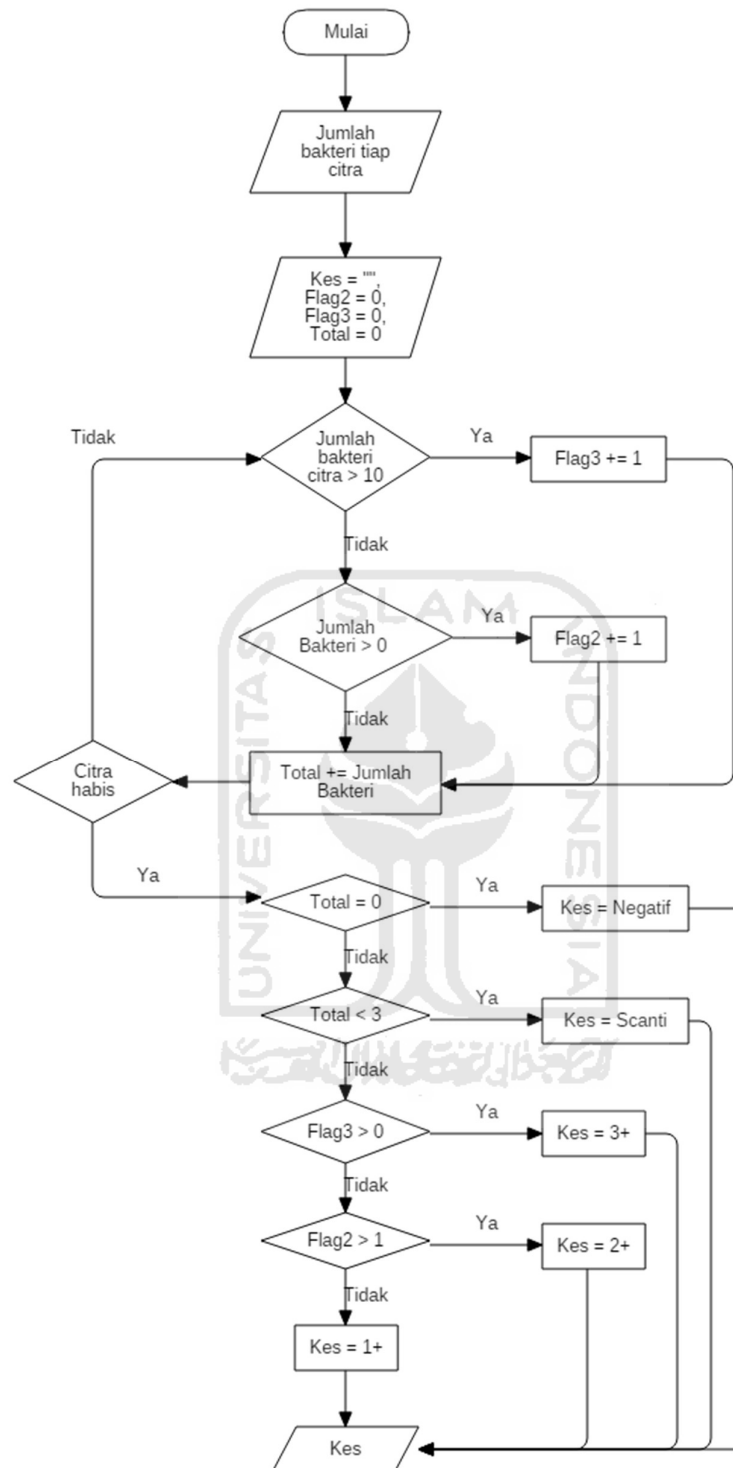 Mulai
Jumlah
bakteri tiap
citra
Kes = "",
Flag2 = 0,
Flag3 = 0,
Total = 0
Tidak
Jumlah
bakteri
citra > 10
Ya
Flag3 += 1
Tidak
Jumlah
Bakteri > 0
Ya
Flag2 += 1
Tidak
Citra
habis
Total += Jumlah
Bakteri
Ya
Total = 0
Ya
Kes = Negatif
Tidak
Total < 3
Ya
Kes = Scanti
Tidak
Flag3 > 0
Ya
Kes = 3+
Tidak
Flag2 > 1
Ya
Kes = 2+
Tidak
Kes = 1+
Kes
UNIVERSITAS
ISLAM
INDONESIA